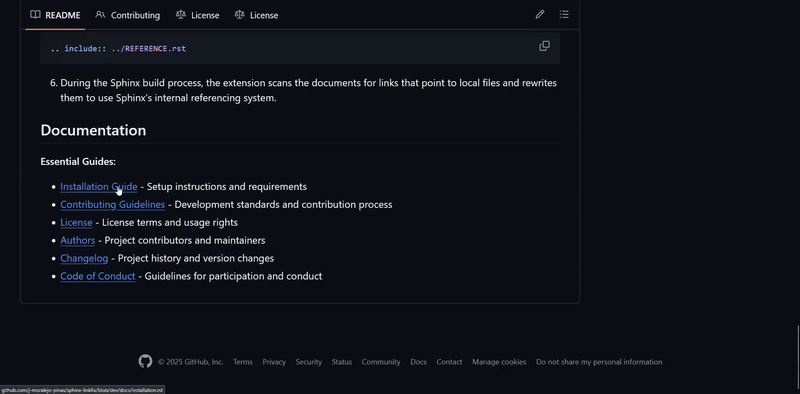 README Contributing License License
.. include:: ../REFERENCE.rst
6. During the Sphinx build process, the extension scans the documents for links that point to local files and rewrites
them to use Sphinx's internal referencing system.
Documentation
Essential Guides:
• Installation Guide - Setup instructions and requirements
• Contributing Guidelines - Development standards and contribution process
• License - License terms and usage rights
• Authors - Project contributors and maintainers
• Changelog - Project history and version changes
• Code of Conduct - Guidelines for participation and conduct
© 2025 GitHub, Inc. Terms Privacy Security Status Community Docs Contact Manage cookies Do not share my personal information
github.com/j-moralejo-pinas/sphinx-linkfix/blob/dev/docs/installation.rst